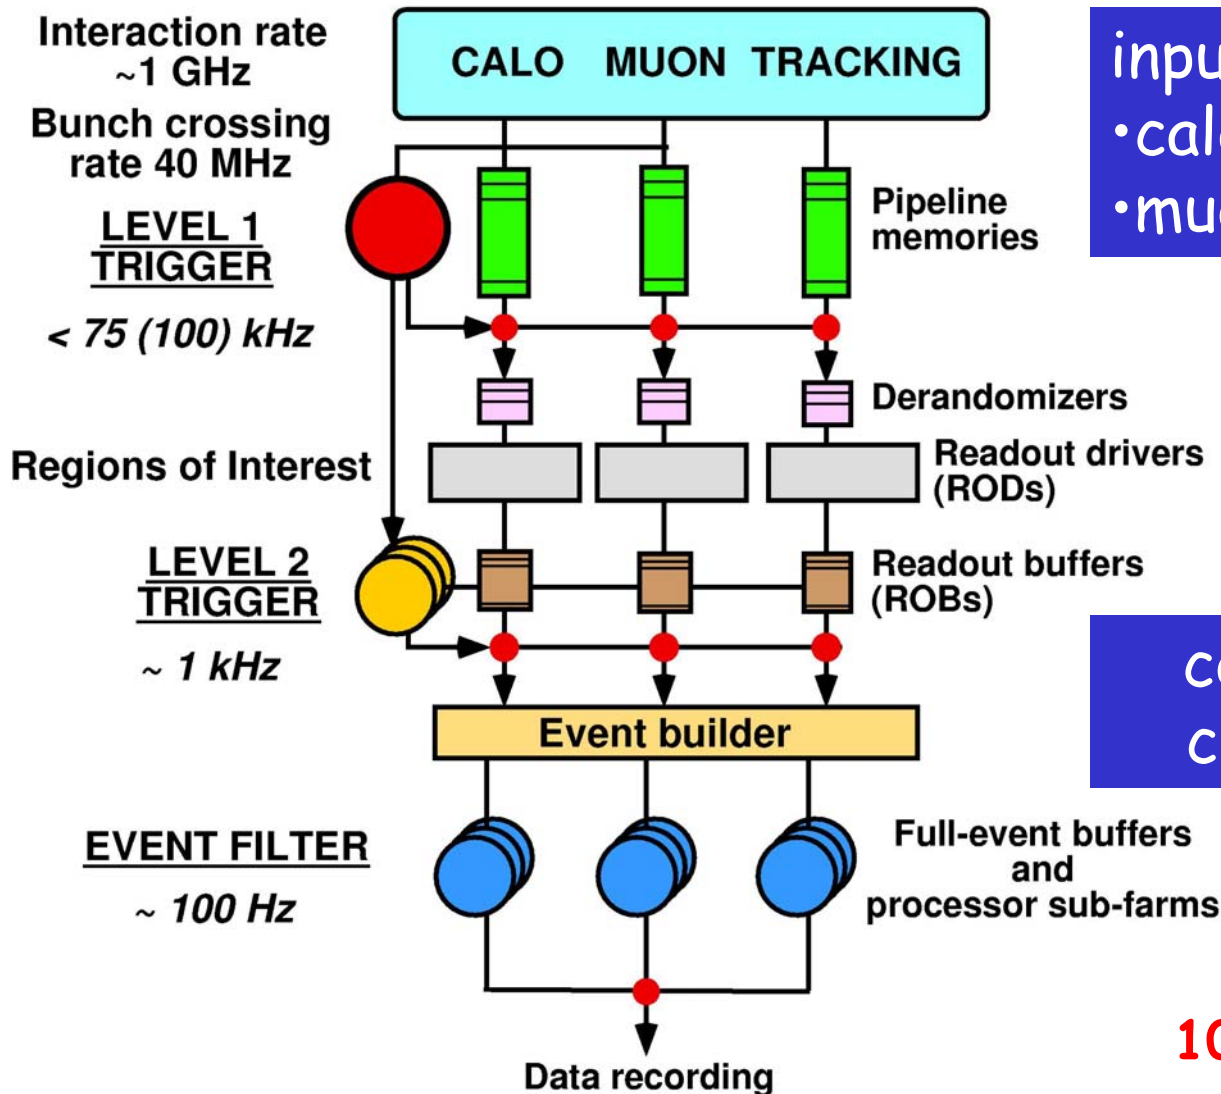 Interaction rate
~1 GHz
Bunch crossing
rate 40 MHz
LEVEL 1
TRIGGER
< 75 (100) kHz
Regions of Interest
LEVEL 2
TRIGGER
~ 1 kHz
EVENT FILTER
~ 100 Hz
CALO MUON TRACKING
Pipeline
memories
Derandomizers
Readout drivers
(RODs)
Readout buffers
(ROBs)
Event builder
Full-event buffers
and
processor sub-farms
Data recording
•
•
10